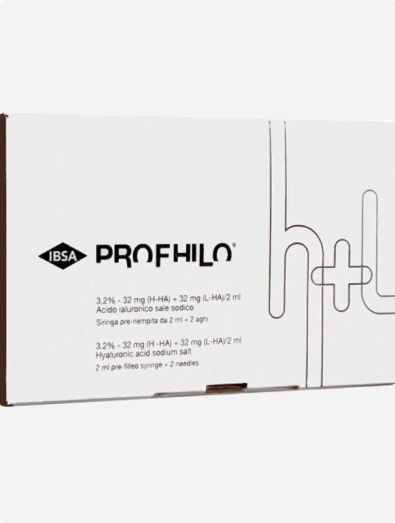 IBSA PROFHILO®
3.2% - 32 mg (H-HA) + 32 mg (L-HA)/2 ml
Acido ialuronico sale sodico
Siringa pre-riempita da 2 ml + 2 aghi
3.2% - 32 mg (H-HA) + 32 mg (L-HA)/2 ml
Hyaluronic acid sodium salt
2 ml pre-filled syringe + 2 needles
h+L